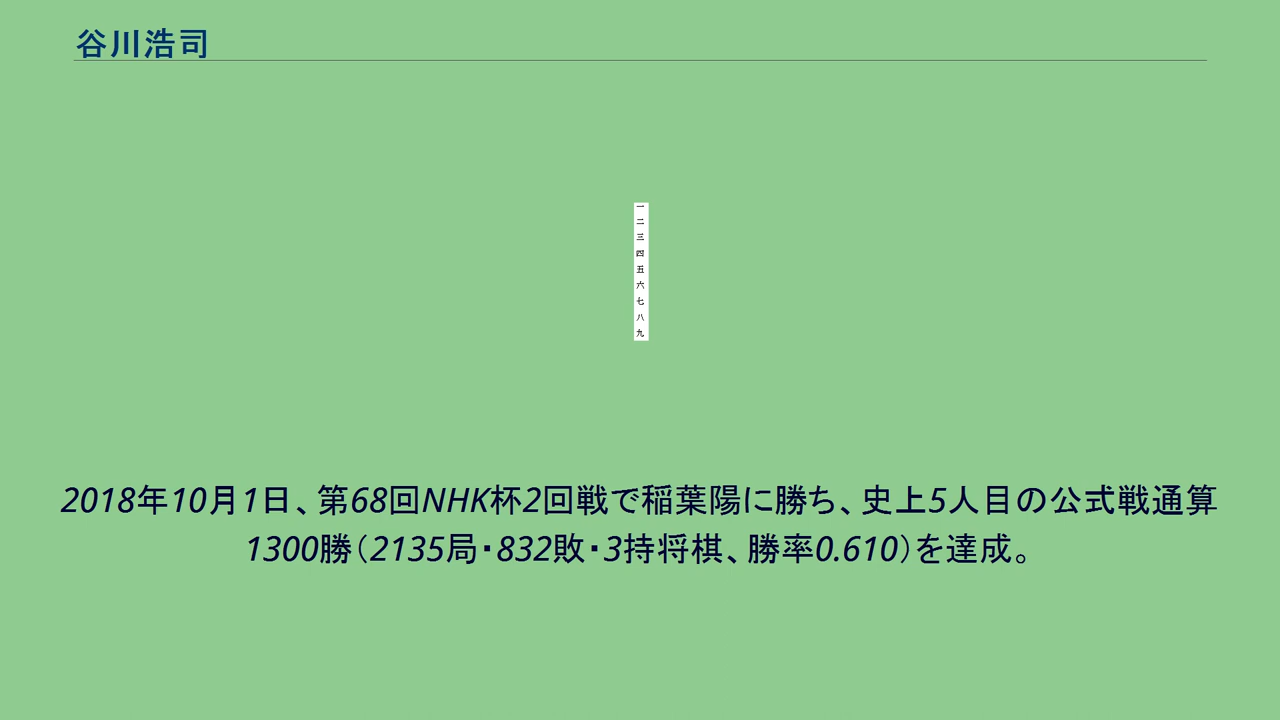 谷川浩司
一
二
三
四
五
六
七
八
九
2018年10月1日、第68回NHK杯2回戦で稲葉陽に勝ち、史上5人目の公式戦通算
1300勝（2135局・832敗・3持将棋、勝率0.610）を達成。